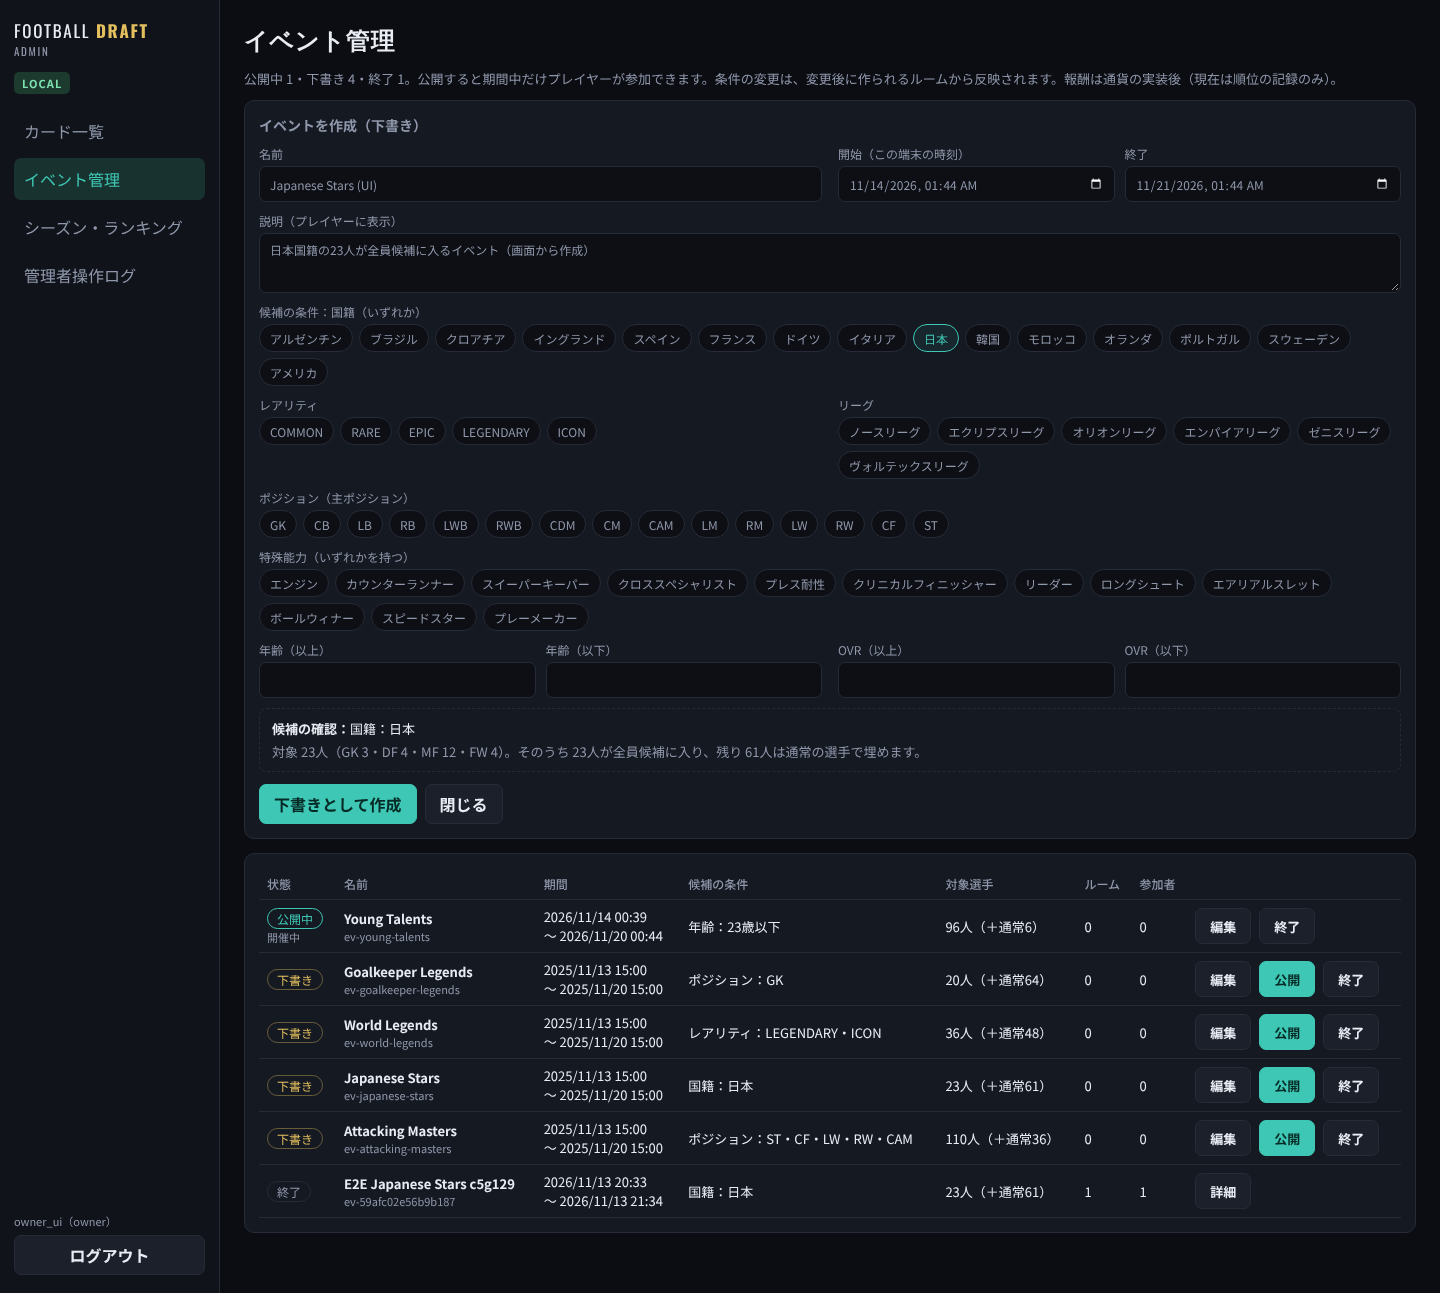 FOOTBALL DRAFT
ADMIN
LOCAL
カード一覧
イベント管理
シーズン・ランキング
管理者操作ログ
owner_ui（owner）
ログアウト
イベント管理
公開中 1・下書き 4・終了 1。公開すると期間中だけプレイヤーが参加できます。条件の変更は、変更後に作られるルームから反映されます。報酬は通貨の実装後（現在は順位の記録のみ）。
イベントを作成（下書き）
名前 開始（この端末の時刻） 終了
Japanese Stars (UI) 11/14/2026, 01:44 AM 11/21/2026, 01:44 AM
説明（プレイヤーに表示）
日本国籍の23人が全員候補に入るイベント（画面から作成）
候補の条件：国籍（いずれか）
アルゼンチン ブラジル クロアチア イングランド スペイン フランス ドイツ イタリア 日本 韓国 モロッコ オランダ ポルトガル スウェーデン
アメリカ
レアリティ
COMMON RARE EPIC LEGENDARY ICON
リーグ
ノースリーグ エクリプスリーグ オリオンリーグ エンパイアリーグ ゼニスリーグ
ヴォルテックスリーグ
ポジション（主ポジション）
GK CB LB RB LWB RWB CDM CM CAM LM RM LW RW CF ST
特殊能力（いずれかを持つ）
エンジン カウンターランナー スイーパーキーパー クロススペシャリスト プレス耐性 クリニカルフィニッシャー リーダー ロングシュート エアリアルスレット
ボールウィナー スピードスター プレーメーカー
年齢（以上） 年齢（以下） OVR（以上） OVR（以下）
候補の確認：国籍：日本
対象 23人（GK 3・DF 4・MF 12・FW 4）。そのうち 23人が全員候補に入り、残り 61人は通常の選手で埋めます。
下書きとして作成 閉じる
状態 名前 期間 候補の条件 対象選手 ルーム 参加者
公開中 開催中 Young Talents ev-young-talents 2026/11/14 00:39 〜 2026/11/20 00:44 年齢：23歳以下 96人（＋通常6） 0 0 編集 終了
下書き Goalkeeper Legends ev-goalkeeper-legends 2025/11/13 15:00 〜 2025/11/20 15:00 ポジション：GK 20人（＋通常64） 0 0 編集 公開 終了
下書き World Legends ev-world-legends 2025/11/13 15:00 〜 2025/11/20 15:00 レアリティ：LEGENDARY・ICON 36人（＋通常48） 0 0 編集 公開 終了
下書き Japanese Stars ev-japanese-stars 2025/11/13 15:00 〜 2025/11/20 15:00 国籍：日本 23人（＋通常61） 0 0 編集 公開 終了
下書き Attacking Masters ev-attacking-masters 2025/11/13 15:00 〜 2025/11/20 15:00 ポジション：ST・CF・LW・RW・CAM 110人（＋通常36） 0 0 編集 公開 終了
終了 E2E Japanese Stars c5g129 ev-59afc02e56b9b187 2026/11/13 20:33 〜 2026/11/13 21:34 国籍：日本 23人（＋通常61） 1 1 詳細